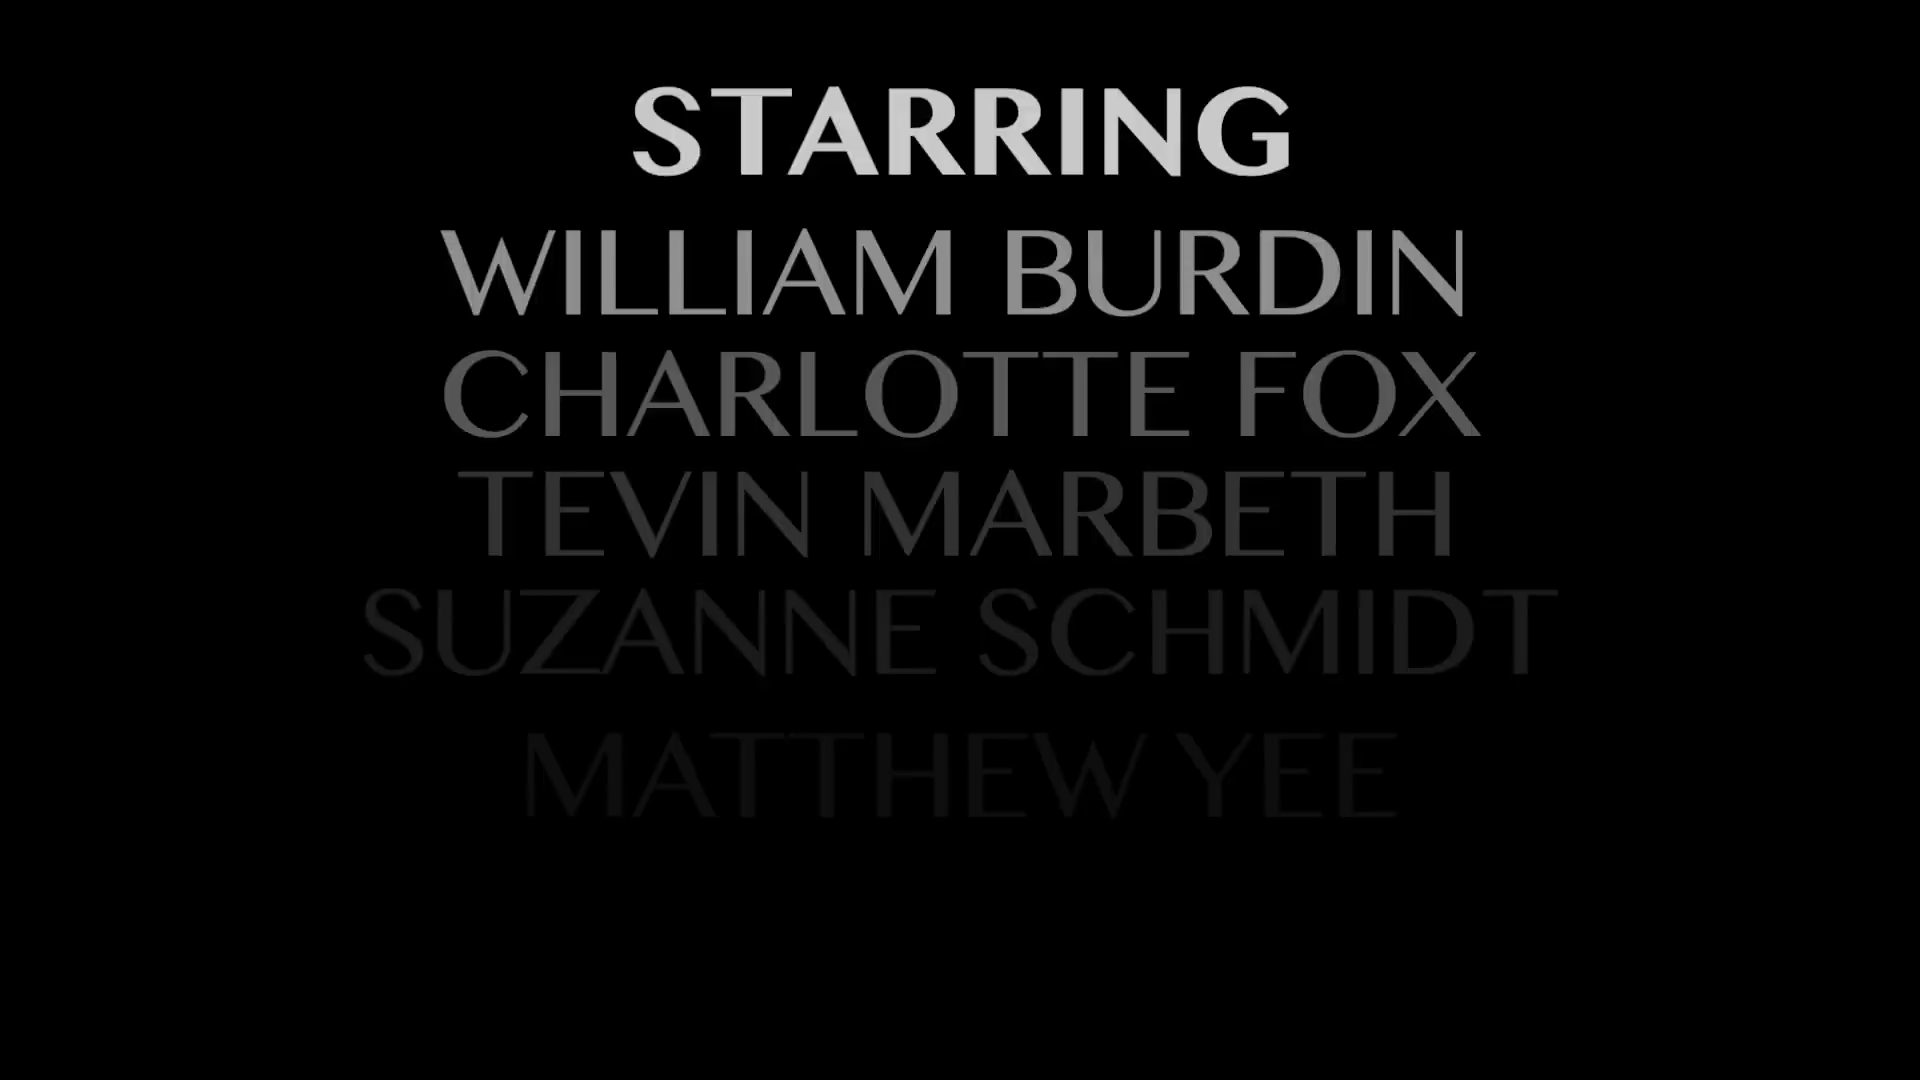 STARRING
WILLIAM BURDIN
CHARLOTTE FOX
TEVIN MARBETH
SUZANNE SCHMIDT
MATTHEW YEE